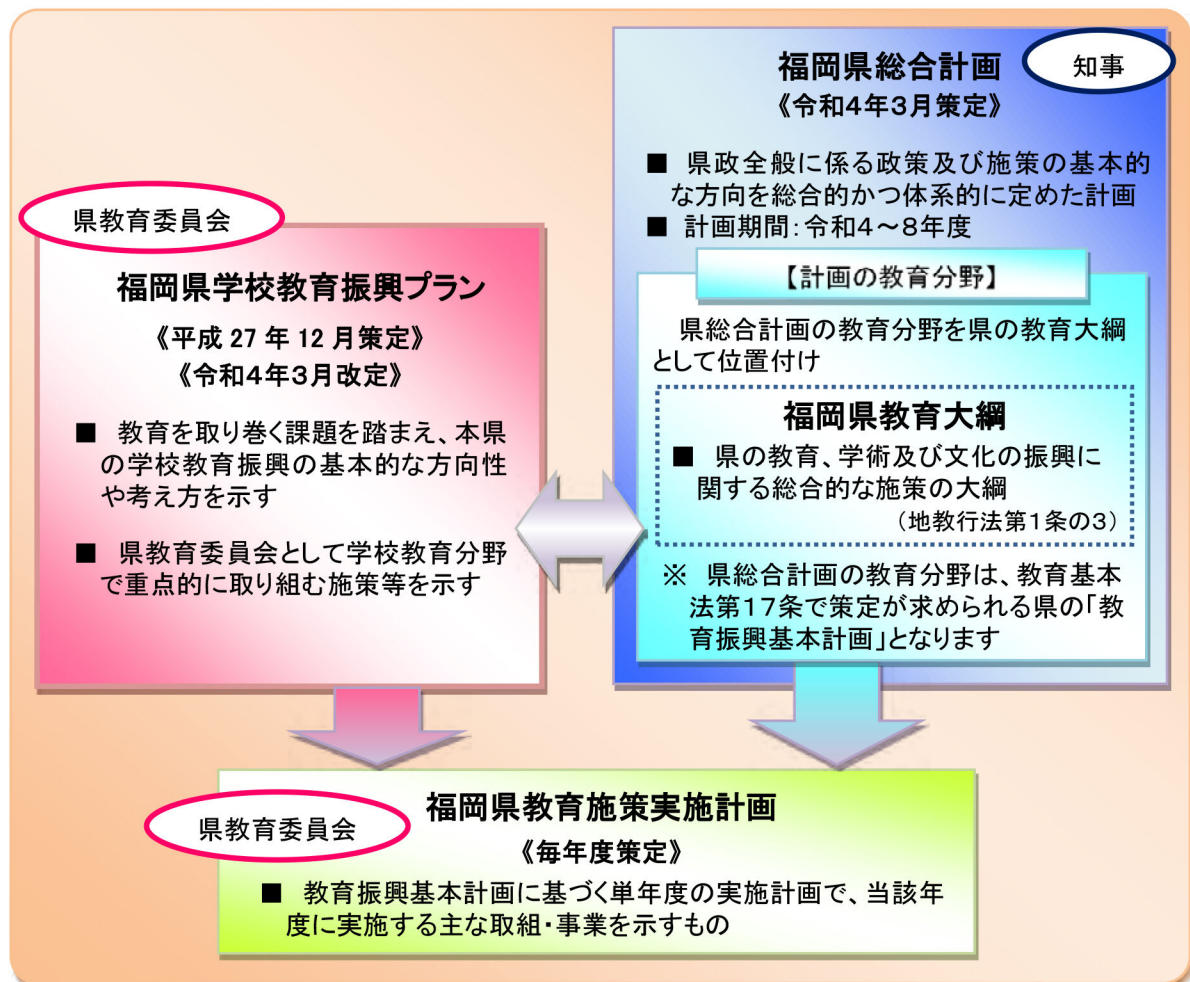 県教育委員会
福岡県学校教育振興プラン
《平成 27 年 12 月策定》
《令和4年3月改定》
■ 教育を取り巻く課題を踏まえ、本県
の学校教育振興の基本的な方向性
や考え方を示す
■ 県教育委員会として学校教育分野
で重点的に取り組む施策等を示す
知事
福岡県総合計画
《令和4年3月策定》
■ 県政全般に係る政策及び施策の基本的
な方向を総合的かつ体系的に定めた計画
■ 計画期間:令和4～8年度
【計画の教育分野】
県総合計画の教育分野を県の教育大綱
として位置付け
福岡県教育大綱
■ 県の教育、学術及び文化の振興に
関する総合的な施策の大綱
(地教行法第1条の3)
※ 県総合計画の教育分野は、教育基本
法第17条で策定が求められる県の「教
育振興基本計画」となります
県教育委員会
福岡県教育施策実施計画
《毎年度策定》
■ 教育振興基本計画に基づく単年度の実施計画で、当該年
度に実施する主な取組・事業を示すもの